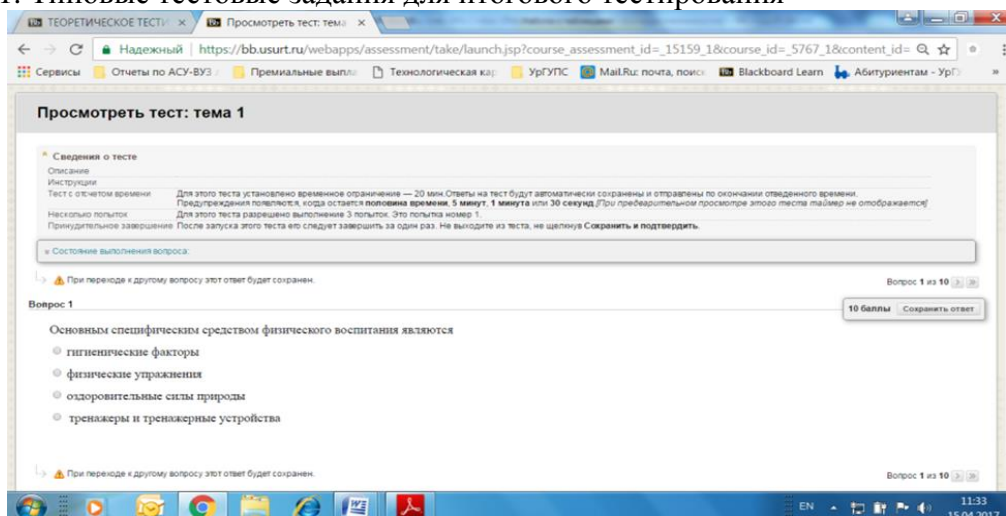 1. Типовые тестовые задания для итогового тестирования
ТЕОРЕТИЧЕСКОЕ ТЕСТИ × Просмотреть тест: тема ×
Надежный https://bb.usurt.ru/webapps/assessment/take/launch.jsp?course_assessment_id=_15159_1&course_id=_5767_1&content_id=
Сервисы Отчеты по АСУ-ВУЗ Премиальные выпла Технологическая кар УрГУПС Mail.Ru: почта, поиск Blackboard Learn Абитуриентам - УрГУ »
Просмотреть тест: тема 1
Сведения о тесте
Описание
Инструкции
Тест с отсчетом времени Для этого теста установлено временное ограничение — 20 мин.Ответы на тест будут автоматически сохранены и отправлены по окончании отведенного времени.
Предупреждения появляются, когда остается половина времени, 5 минут, 1 минута или 30 секунд.[При предварительном просмотре этого теста таймер не отображается]
Несколько попыток Для этого теста разрешено выполнение 3 попыток. Это попытка номер 1.
Принудительное завершение После запуска этого теста его следует завершить за один раз. Не выходите из теста, не щелкнув Сохранить и подтвердить.
Состояние выполнения вопроса:
При переходе к другому вопросу этот ответ будет сохранен. Вопрос 1 из 10 > »
Вопрос 1 10 баллы Сохранить ответ
Основным специфическим средством физического воспитания являются
гигиенические факторы
физические упражнения
оздоровительные силы природы
тренажеры и тренажерные устройства
При переходе к другому вопросу этот ответ будет сохранен. Вопрос 1 из 10 > »
EN 11:33
15.04.2017